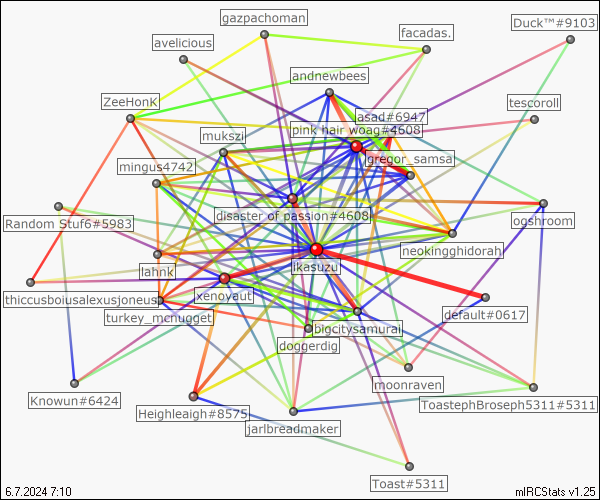 gazpachoman
Duck™#9103
facadas.
avelicious
andnewbees
ZeeHonK
tescoroll
asad#6947
pink hair woag#4608
mukszi
gregor_samsa
mingus4742
disaster of passion#4608
Random Stuf6#5983
ogshroom
neokingghidorah
lahnk
ikasuzu
thiccusboiusalexusjoneus
xenoyaut
turkey_mcnugget
default#0617
bigcitysamurai
doggerdig
moonraven
Knowun#6424
ToastephBroseph5311#5311
Heighleaigh#8575
jarlbreadmaker
Toast#5311
6.7.2024 7:10
mIRCStats v1.25